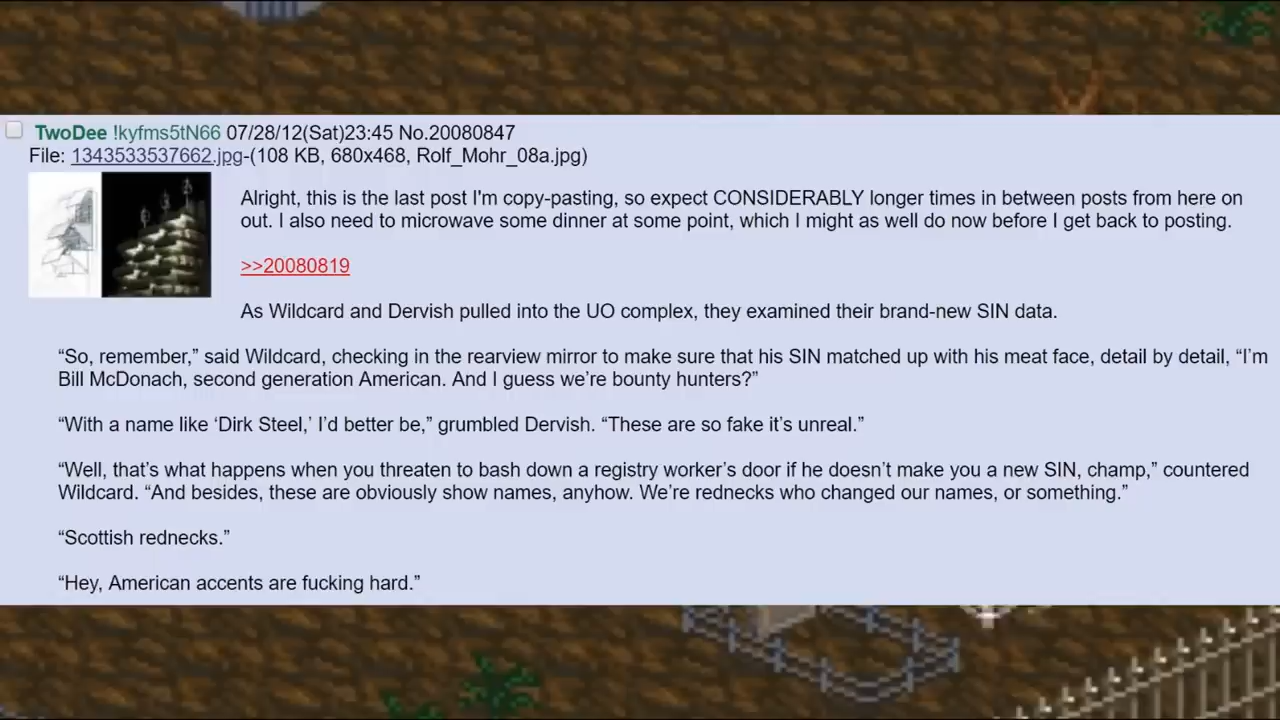 TwoDee !kyfms5tN66 07/28/12(Sat)23:45 No.20080847
File: 1343533537662.jpg-(108 KB, 680x468, Rolf_Mohr_08a.jpg)
Alright, this is the last post I'm copy-pasting, so expect CONSIDERABLY longer times in between posts from here on
out. I also need to microwave some dinner at some point, which I might as well do now before I get back to posting.
>>20080819
As Wildcard and Dervish pulled into the UO complex, they examined their brand-new SIN data.
“So, remember,” said Wildcard, checking in the rearview mirror to make sure that his SIN matched up with his meat face, detail by detail, “I’m
Bill McDonach, second generation American. And I guess we’re bounty hunters?”
“With a name like ‘Dirk Steel,’ I’d better be,” grumbled Dervish. “These are so fake it’s unreal.”
“Well, that’s what happens when you threaten to bash down a registry worker’s door if he doesn’t make you a new SIN, champ,” countered
Wildcard. “And besides, these are obviously show names, anyhow. We’re rednecks who changed our names, or something.”
“Scottish rednecks.”
“Hey, American accents are fucking hard.”